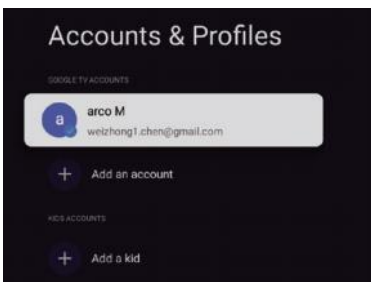 Accounts & Profiles
GOOGLE TV ACCOUNTS
a
arco M
weizhong1.chen@gmail.com
Add an account
KIDS ACCOUNTS
Add a kid